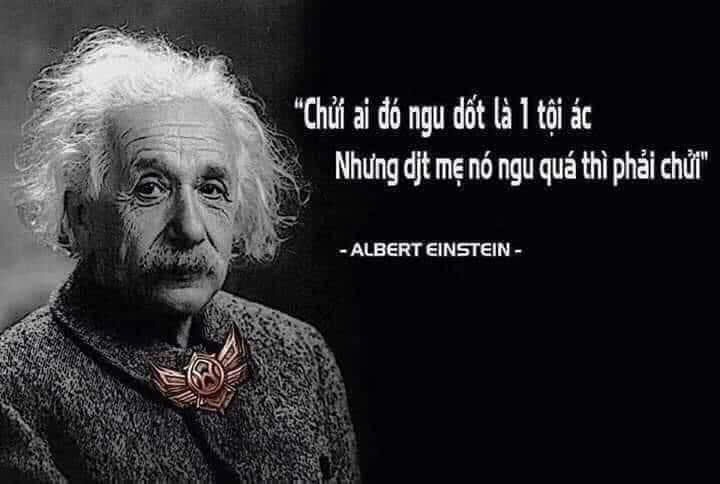 “Chửi ai đó ngu dốt là 1 tội ác
Nhưng djt mẹ nó ngu quá thì phải chửi"
- ALBERT EINSTEIN -